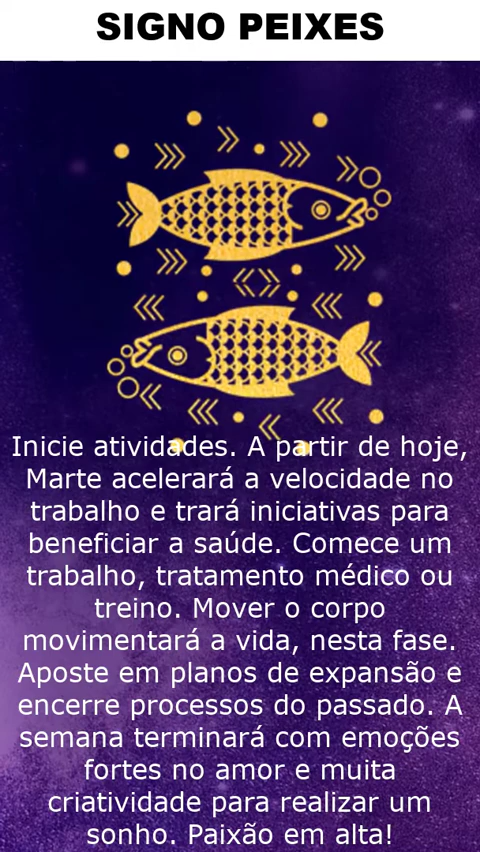 SIGNO PEIXES
Inicie atividades. A partir de hoje,
Marte acelerará a velocidade no
trabalho e trará iniciativas para
beneficiar a saúde. Comece um
trabalho, tratamento médico ou
treino. Mover o corpo
movimentará a vida, nesta fase.
Aposte em planos de expansão e
encerre processos do passado. A
semana terminará com emoções
fortes no amor e muita
criatividade para realizar um
sonho. Paixão em alta!